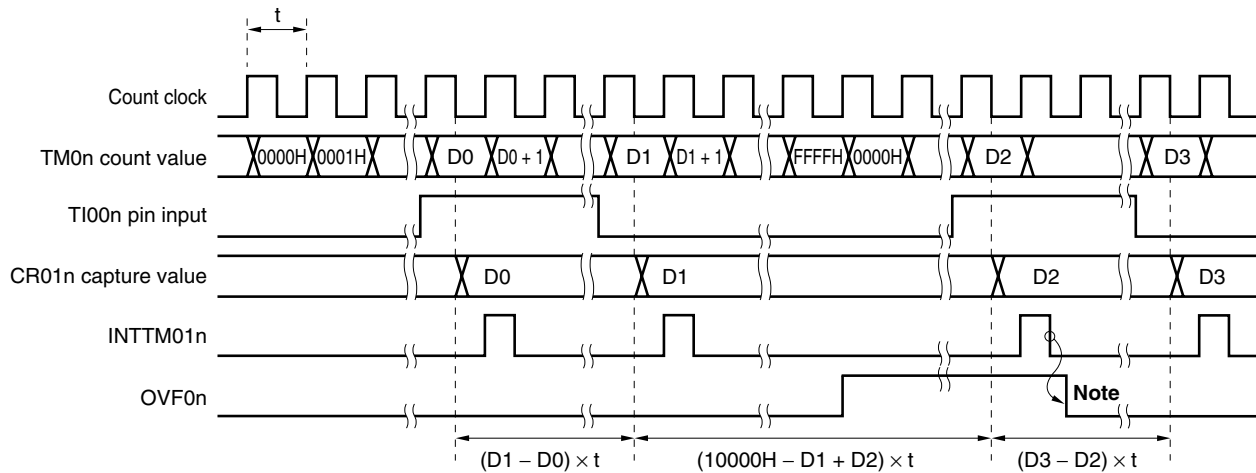 t
Count clock
TM0n count value 0000H 0001H D0 D0 + 1 D1 D1 + 1 FFFFH 0000H D2 D3
TI00n pin input
CR01n capture value D0 D1 D2 D3
INTTM01n
OVF0n Note
(D1 − D0) × t (10000H − D1 + D2) × t (D3 − D2) × t